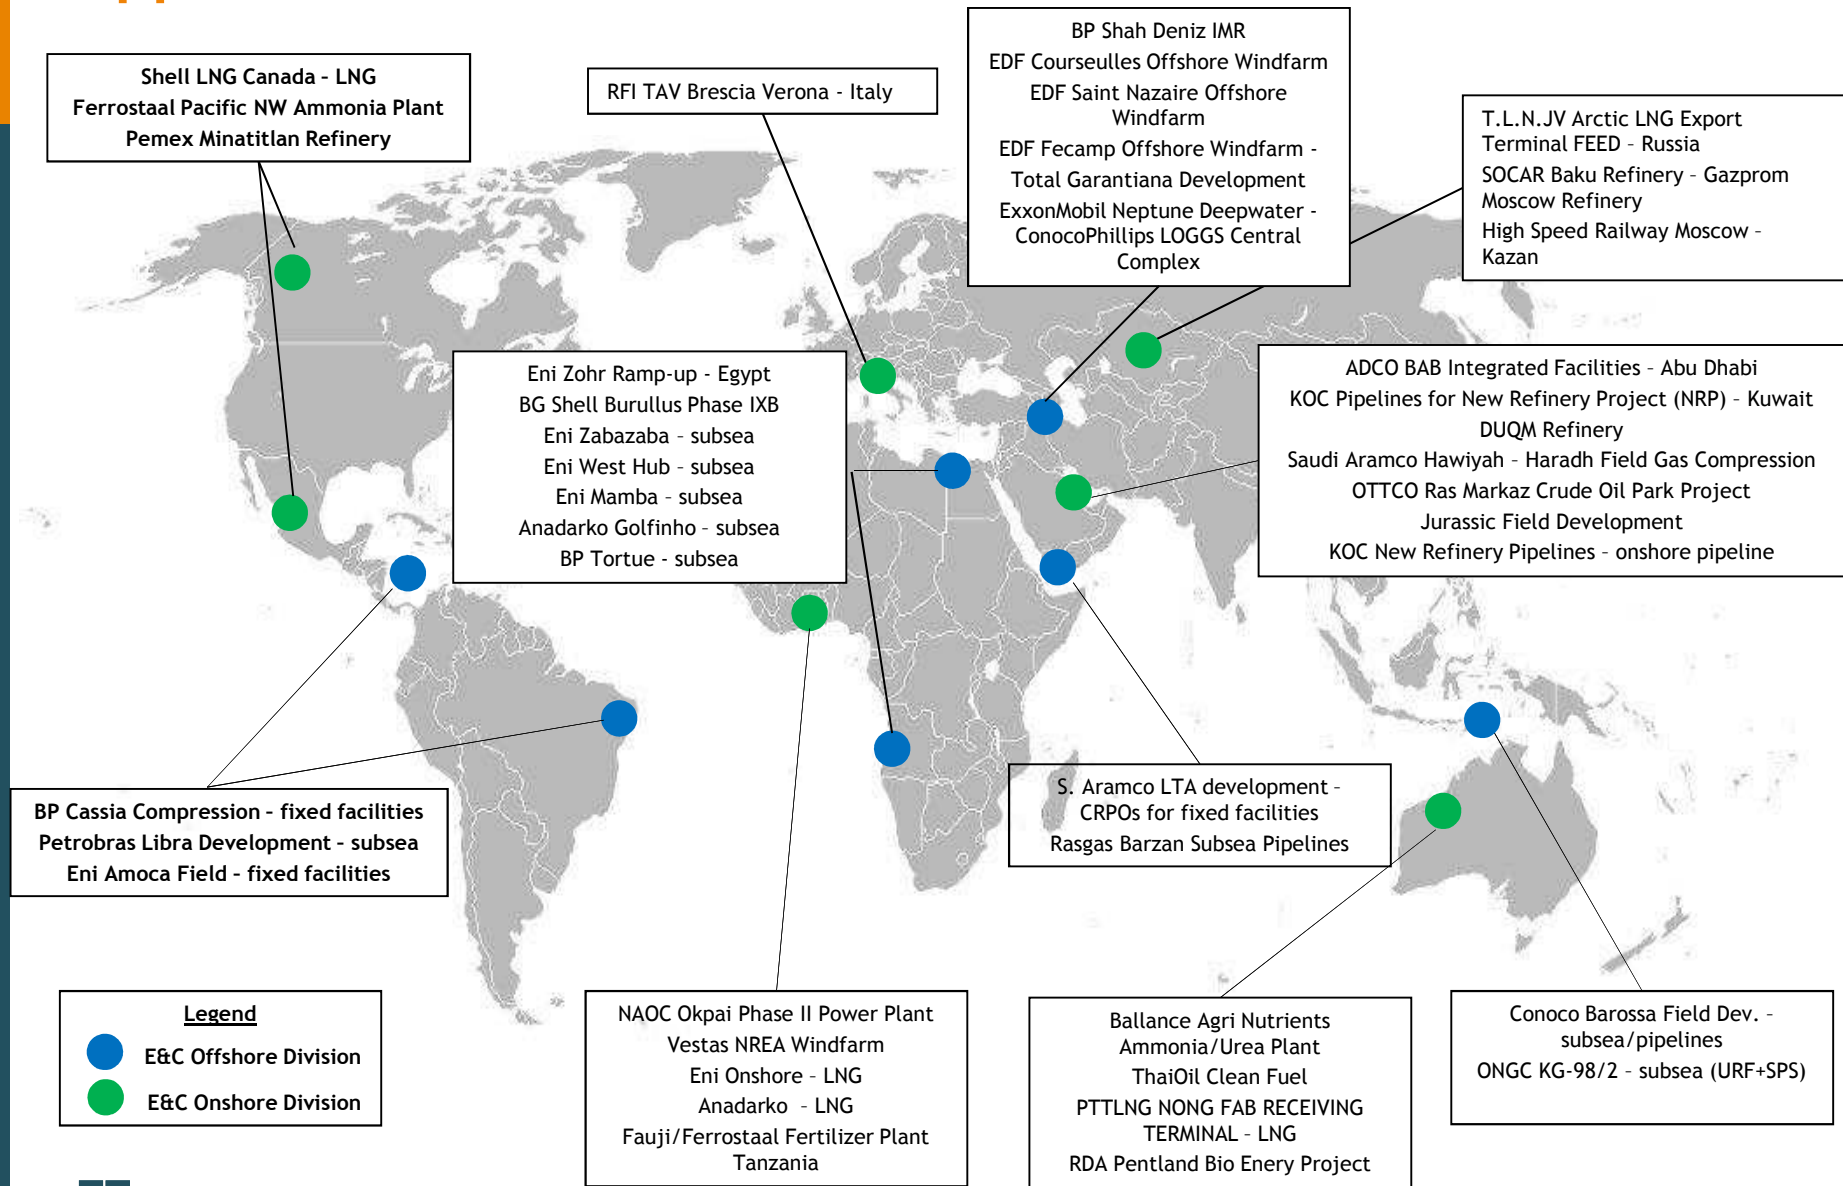 Shell LNG Canada – LNG
Ferrostaal Pacific NW Ammonia Plant
Pemex Minatitlan Refinery
RFI TAV Brescia Verona - Italy
BP Shah Deniz IMR
EDF Courseulles Offshore Windfarm
EDF Saint Nazaire Offshore
Windfarm
EDF Fecamp Offshore Windfarm -
Total Garantiana Development
ExxonMobil Neptune Deepwater -
ConocoPhillips LOGGS Central
Complex
T.L.N.JV Arctic LNG Export
Terminal FEED – Russia
SOCAR Baku Refinery – Gazprom
Moscow Refinery
High Speed Railway Moscow –
Kazan
Eni Zohr Ramp-up - Egypt
BG Shell Burullus Phase IXB
Eni Zabazaba – subsea
Eni West Hub – subsea
Eni Mamba – subsea
Anadarko Golfinho – subsea
BP Tortue - subsea
ADCO BAB Integrated Facilities – Abu Dhabi
KOC Pipelines for New Refinery Project (NRP) – Kuwait
DUQM Refinery
Saudi Aramco Hawiyah – Haradh Field Gas Compression
OTTCO Ras Markaz Crude Oil Park Project
Jurassic Field Development
KOC New Refinery Pipelines – onshore pipeline
BP Cassia Compression – fixed facilities
Petrobras Libra Development – subsea
Eni Amoca Field – fixed facilities
S. Aramco LTA development –
CRPOs for fixed facilities
Rasgas Barzan Subsea Pipelines
Legend
E&C Offshore Division
E&C Onshore Division
NAOC Okpai Phase II Power Plant
Vestas NREA Windfarm
Eni Onshore – LNG
Anadarko – LNG
Fauji/Ferrostaal Fertilizer Plant
Tanzania
Ballance Agri Nutrients
Ammonia/Urea Plant
ThaiOil Clean Fuel
PTTLNG NONG FAB RECEIVING
TERMINAL – LNG
RDA Pentland Bio Enery Project
Conoco Barossa Field Dev. –
subsea/pipelines
ONGC KG-98/2 – subsea (URF+SPS)